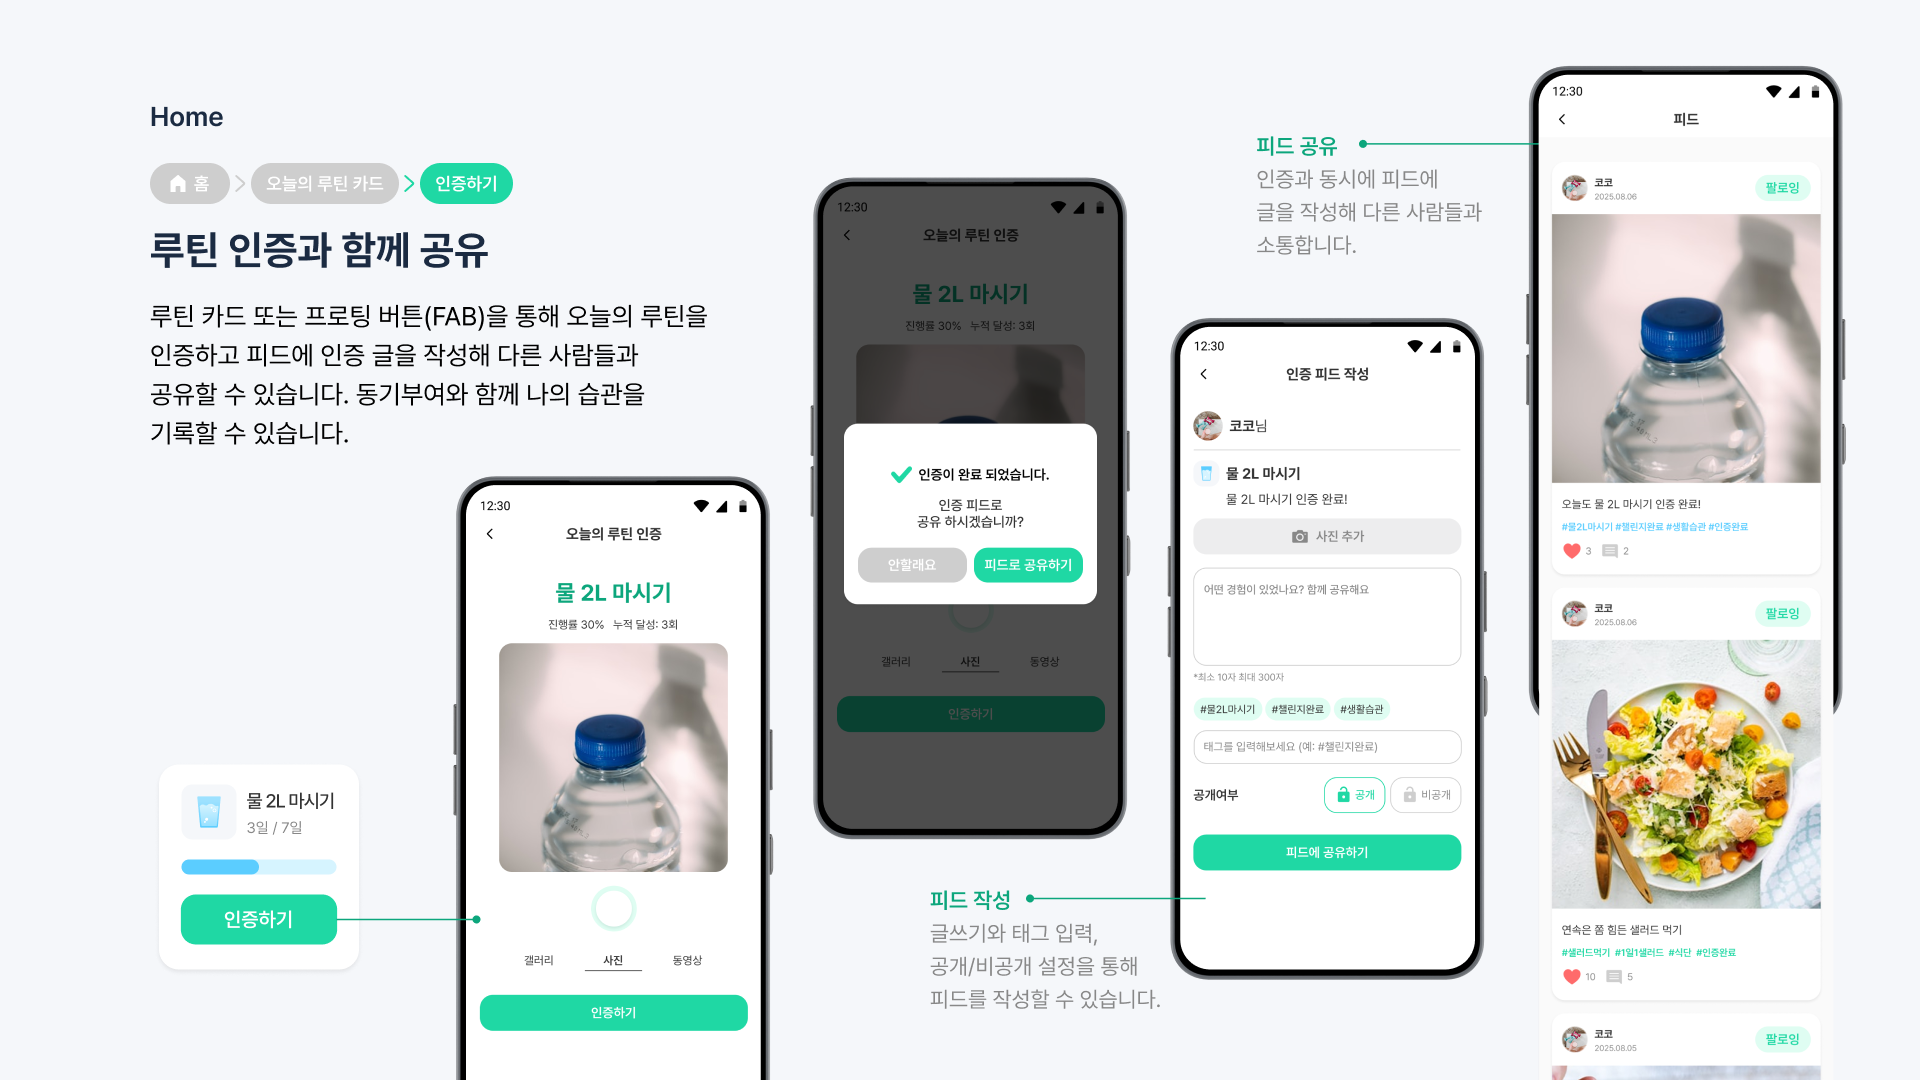 Home
홈 > 오늘의 루틴 카드 > 인증하기
루틴 인증과 함께 공유
루틴 카드 또는 프로팅 버튼(FAB)을 통해 오늘의 루틴을
인증하고 피드에 인증 글을 작성해 다른 사람들과
공유할 수 있습니다. 동기부여와 함께 나의 습관을
기록할 수 있습니다.
물 2L 마시기
3일 / 7일
인증하기
12:30
오늘의 루틴 인증
물 2L 마시기
진행률 30% 누적 달성: 3회
갤러리 사진 동영상
인증하기
12:30
오늘의 루틴 인증
물 2L 마시기
진행률 30% 누적 달성: 3회
인증이 완료 되었습니다.
인증 피드로
공유 하시겠습니까?
안할래요 피드로 공유하기
갤러리 사진 동영상
인증하기
피드 작성
글쓰기와 태그 입력,
공개/비공개 설정을 통해
피드를 작성할 수 있습니다.
12:30
인증 피드 작성
코코님
물 2L 마시기
물 2L 마시기 인증 완료!
사진 추가
어떤 경험이 있었나요? 함께 공유해요
*최소 10자 최대 300자
#물2L마시기 #챌린지완료 #생활습관
태그를 입력해보세요 (예: #챌린지완료)
공개여부 공개 비공개
피드에 공유하기
피드 공유
인증과 동시에 피드에
글을 작성해 다른 사람들과
소통합니다.
12:30
피드
코코
2025.08.06
팔로잉
오늘도 물 2L 마시기 인증 완료!
#물2L마시기 #챌린지완료 #생활습관 #인증완료
3 2
코코
2025.08.06
팔로잉
연속은 쫌 힘든 샐러드 먹기
#샐러드먹기 #1일1샐러드 #식단 #인증완료
10 5
코코
2025.08.05
팔로잉